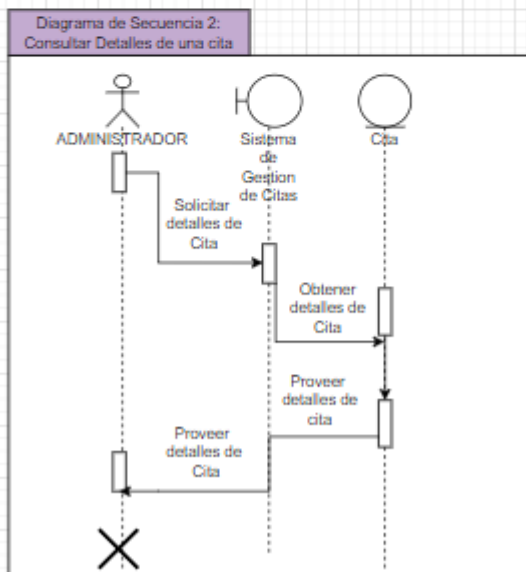 Diagrama de Secuencia 2:
Consultar Detalles de una cita
ADMINISTRADOR
Sistema
de
Gestion
de Citas
Cita
Solicitar
detalles de
Cita
Obtener
detalles de
Cita
Proveer
detalles de
cita
Proveer
detalles de
Cita